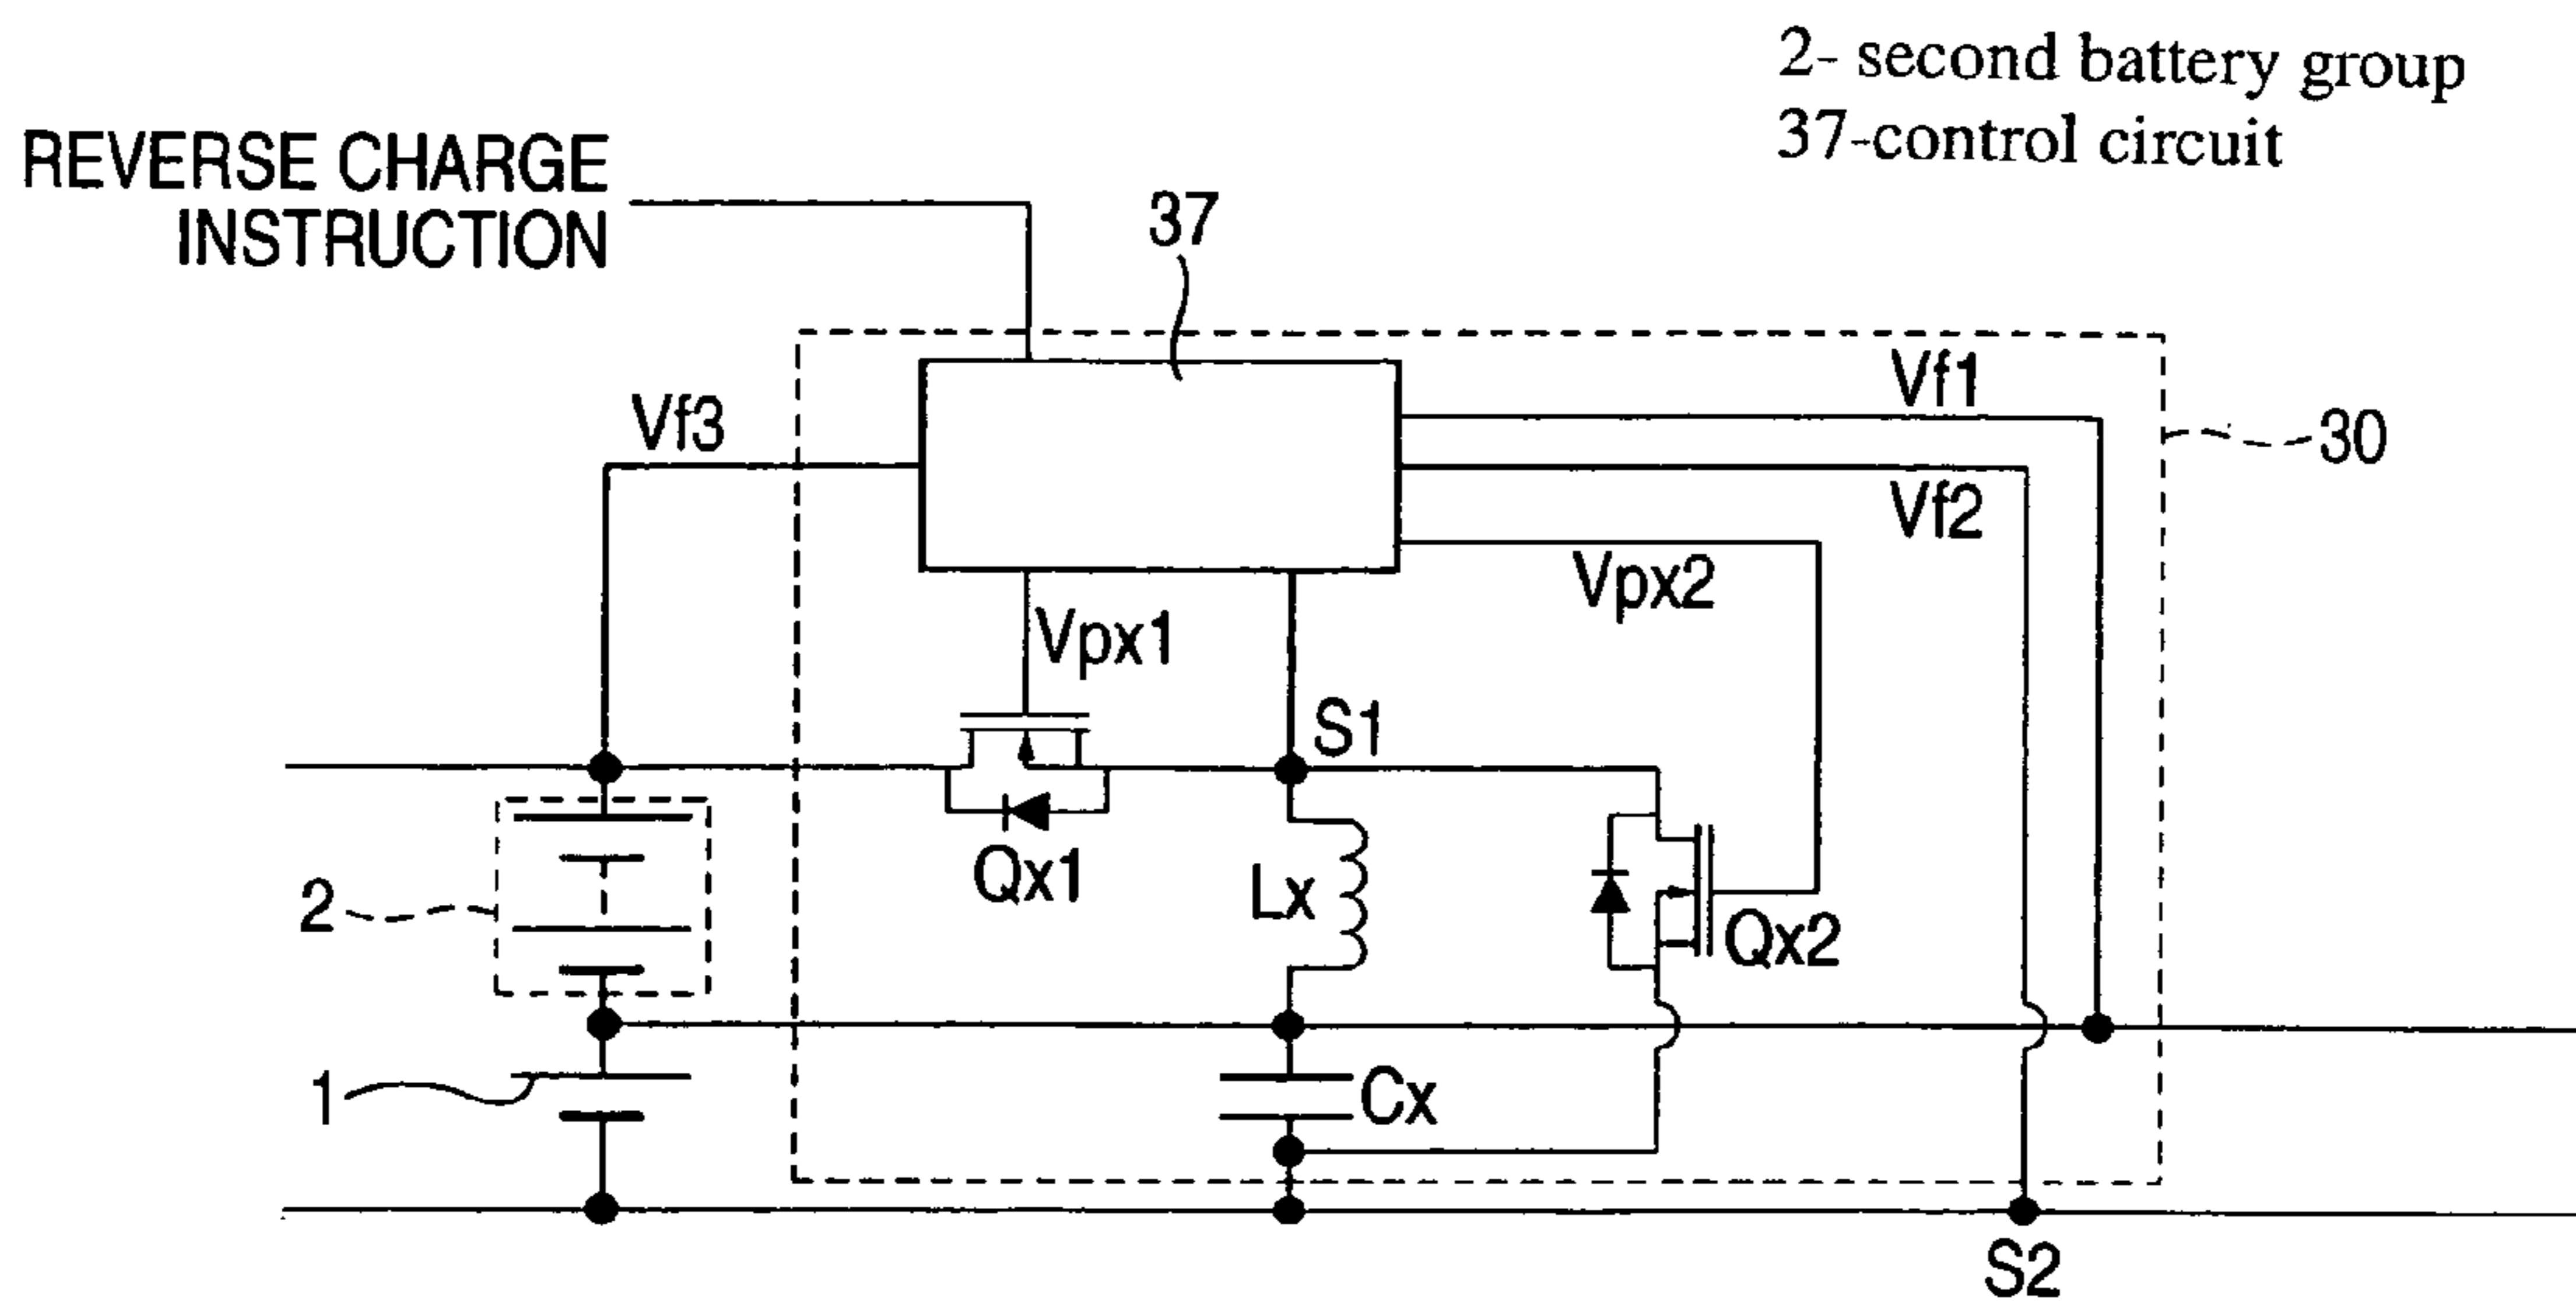 2- second battery group
37-control circuit
REVERSE CHARGE
INSTRUCTION
37
Vf1
Vf3
30
Vf2
Vpx2
Vpx1
S1
Qx1
2
Lx
Qx2
1
Cx
S2